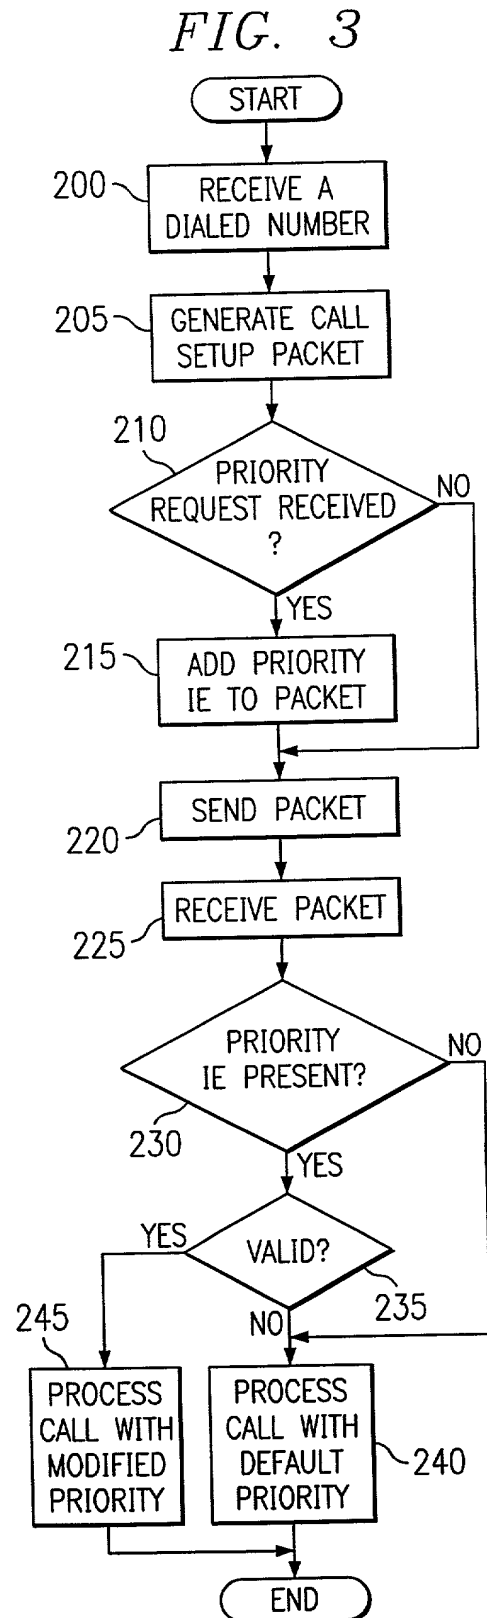 FIG. 3
START
200
RECEIVE A
DIALED NUMBER
205
GENERATE CALL
SETUP PACKET
210
PRIORITY
REQUEST RECEIVED
?
NO
YES
215
ADD PRIORITY
IE TO PACKET
220
SEND PACKET
225
RECEIVE PACKET
PRIORITY
IE PRESENT?
NO
230
YES
YES
VALID?
235
NO
245
PROCESS
CALL WITH
MODIFIED
PRIORITY
PROCESS
CALL WITH
DEFAULT
PRIORITY
240
END